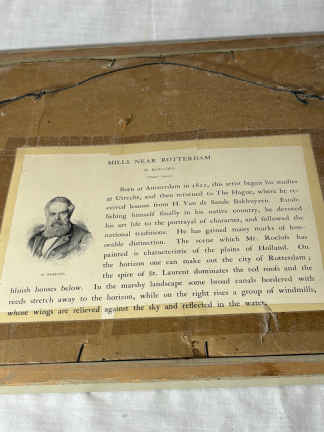 MILLS NEAR ROTTERDAM
W. ROELOFS
Born at Amsterdam in 1822, this artist began his studies
at Utrecht, and then returned to The Hague, where he re-
ceived lessons from H. Van de Sande Bakhuyzen. Estab-
lishing himself finally in his native country, he devoted
his art life to the portrayal of character, and followed the
national traditions. He has gained many marks of hon-
orable distinction. The scene which Mr. Roelofs has
painted is characteristic of the plains of Holland. On
the horizon one can make out the city of Rotterdam;
the spire of St. Laurent dominates the red roofs and the
W. ROELOFS.
bluish houses below. In the marshy landscape some broad canals bordered with
reeds stretch away to the horizon, while on the right rises a group of windmills,
whose wings are relieved against the sky and reflected in the water.